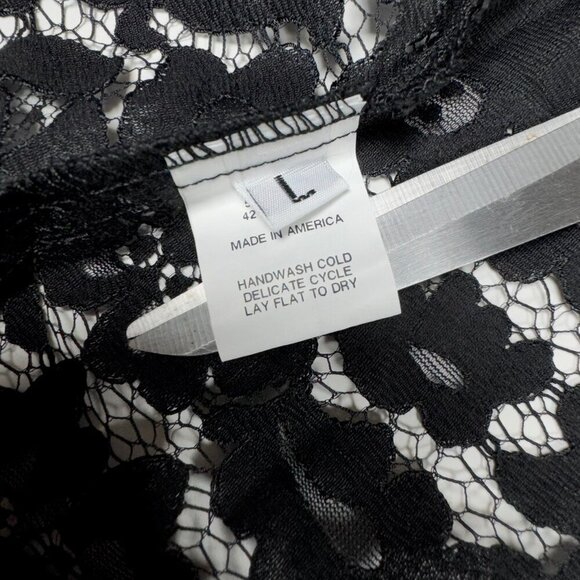 L
42
MADE IN AMERICA
HANDWASH COLD
DELICATE CYCLE
LAY FLAT TO DRY